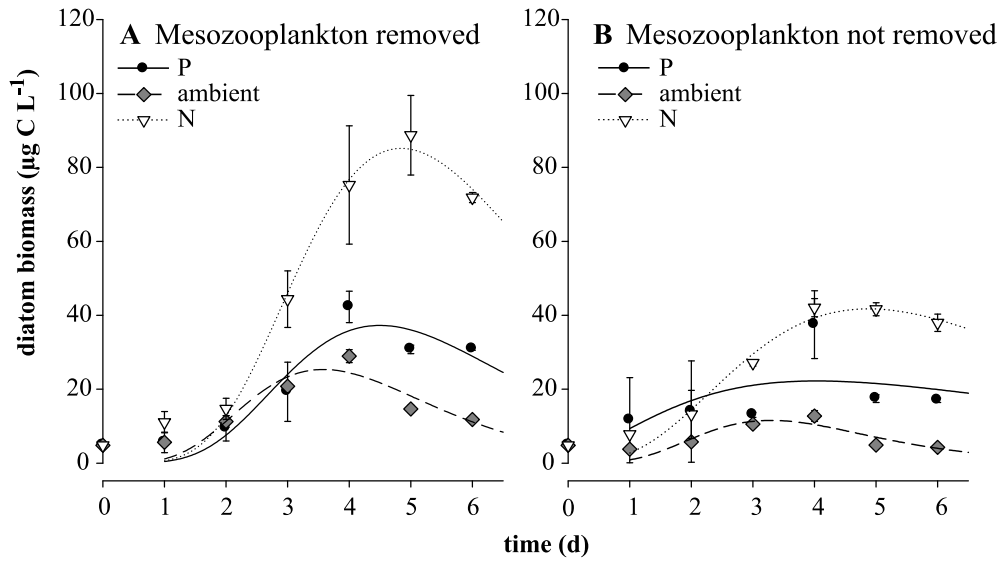 A Mesozooplankton removed
P
ambient
N
B Mesozooplankton not removed
P
ambient
N
diatom biomass (µg C L-1)
120
100
80
60
40
20
0
120
100
80
60
40
20
0
0 1 2 3 4 5 6
0 1 2 3 4 5 6
time (d)